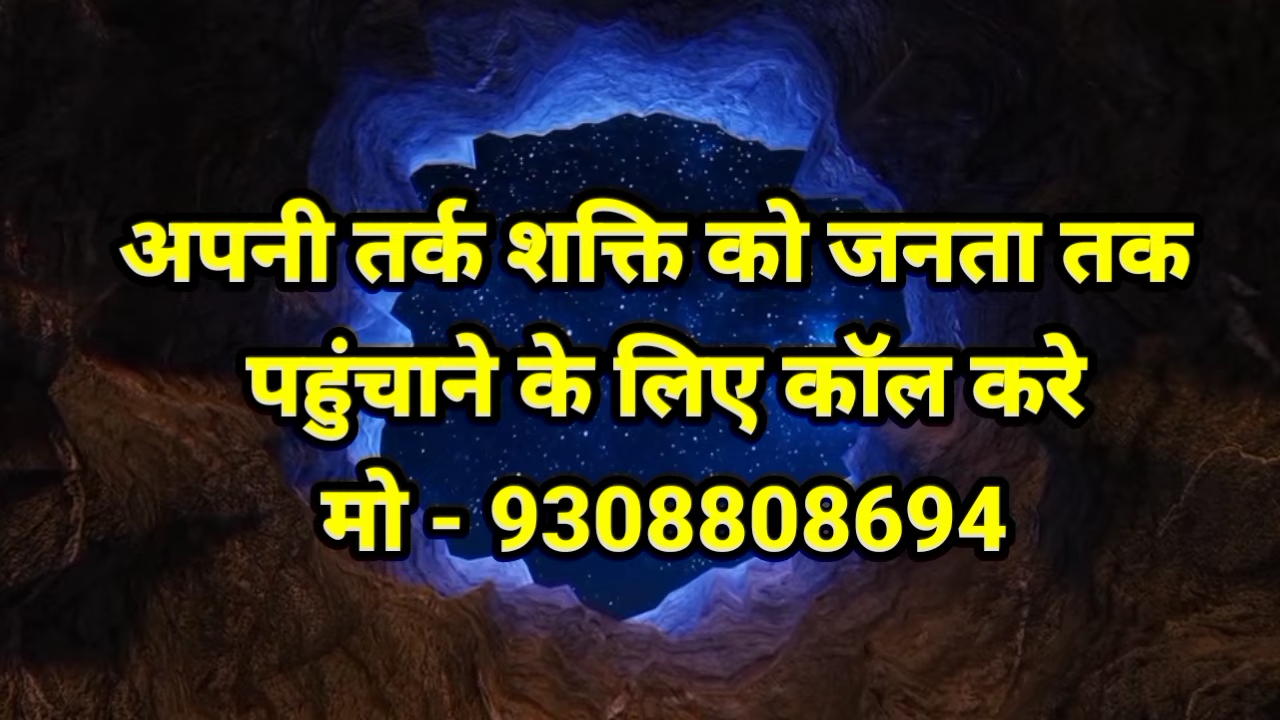 अपनी तर्क शक्ति को जनता तक
पहुंचाने के लिए कॉल करे
मो - 9308808694